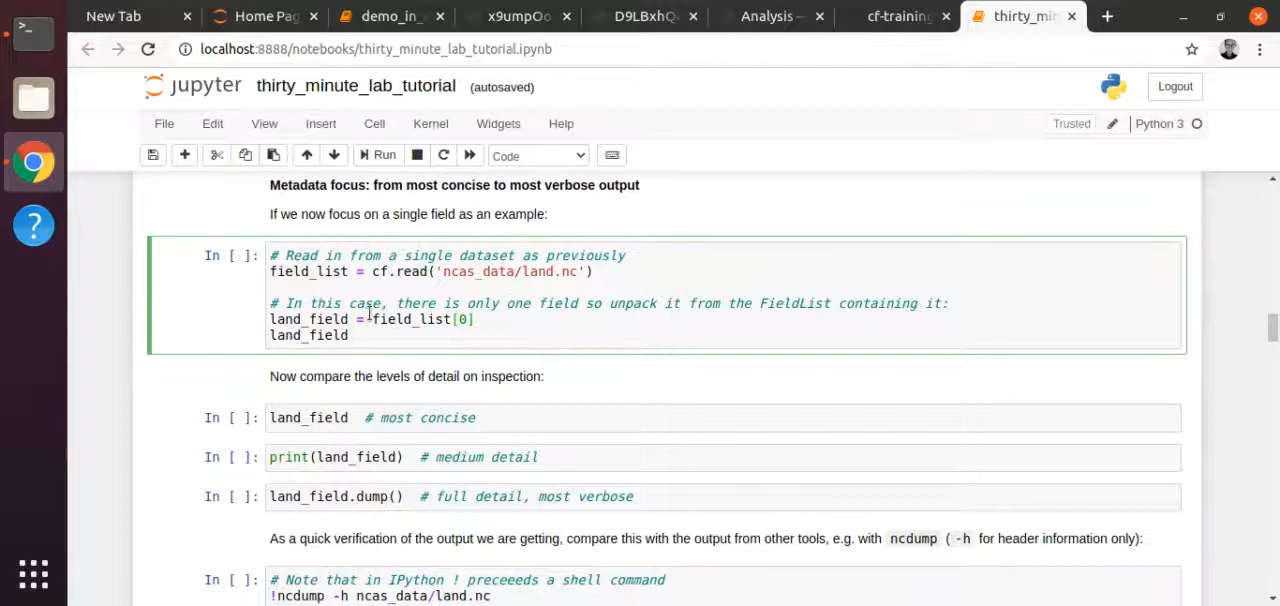 New Tab
Home Pag
demo_in_
x9umpOo
D9LBxhQ
Analysis –
cf-training
thirty_min
localhost:8888/notebooks/thirty_minute_lab_tutorial.ipynb
jupyter thirty_minute_lab_tutorial (autosaved)
Logout
File Edit View Insert Cell Kernel Widgets Help
Trusted Python 3
Run Code
Metadata focus: from most concise to most verbose output
If we now focus on a single field as an example:
In [ ]: # Read in from a single dataset as previously
field_list = cf.read('ncas_data/land.nc')
# In this case, there is only one field so unpack it from the FieldList containing it:
land_field = field_list[0]
land_field
Now compare the levels of detail on inspection:
In [ ]: land_field # most concise
In [ ]: print(land_field) # medium detail
In [ ]: land_field.dump() # full detail, most verbose
As a quick verification of the output we are getting, compare this with the output from other tools, e.g. with ncdump ( -h for header information only):
In [ ]: # Note that in IPython ! preceeeds a shell command
!ncdump -h ncas_data/land.nc